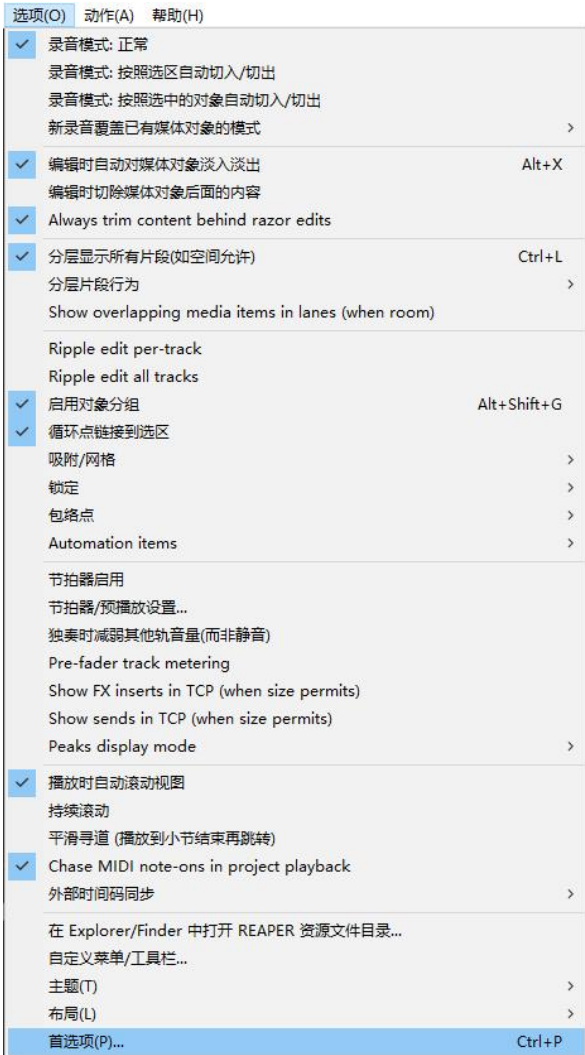 选项(O) 动作(A) 帮助(H)
录音模式: 正常
录音模式: 按照选区自动切入/切出
录音模式: 按照选中的对象自动切入/切出
新录音覆盖已有媒体对象的模式
编辑时自动对媒体对象淡入淡出 Alt+X
编辑时切除媒体对象后面的内容
Always trim content behind razor edits
分层显示所有片段(如空间允许) Ctrl+L
分层片段行为
Show overlapping media items in lanes (when room)
Ripple edit per-track
Ripple edit all tracks
启用对象分组 Alt+Shift+G
循环点链接到选区
吸附/网格
锁定
包络点
Automation items
节拍器启用
节拍器/预播放设置...
独奏时减弱其他轨音量(而非静音)
Pre-fader track metering
Show FX inserts in TCP (when size permits)
Show sends in TCP (when size permits)
Peaks display mode
播放时自动滚动视图
持续滚动
平滑寻道 (播放到小节结束再跳转)
Chase MIDI note-ons in project playback
外部时间码同步
在 Explorer/Finder 中打开 REAPER 资源文件目录...
自定义菜单/工具栏...
主题(T)
布局(L)
首选项(P)... Ctrl+P